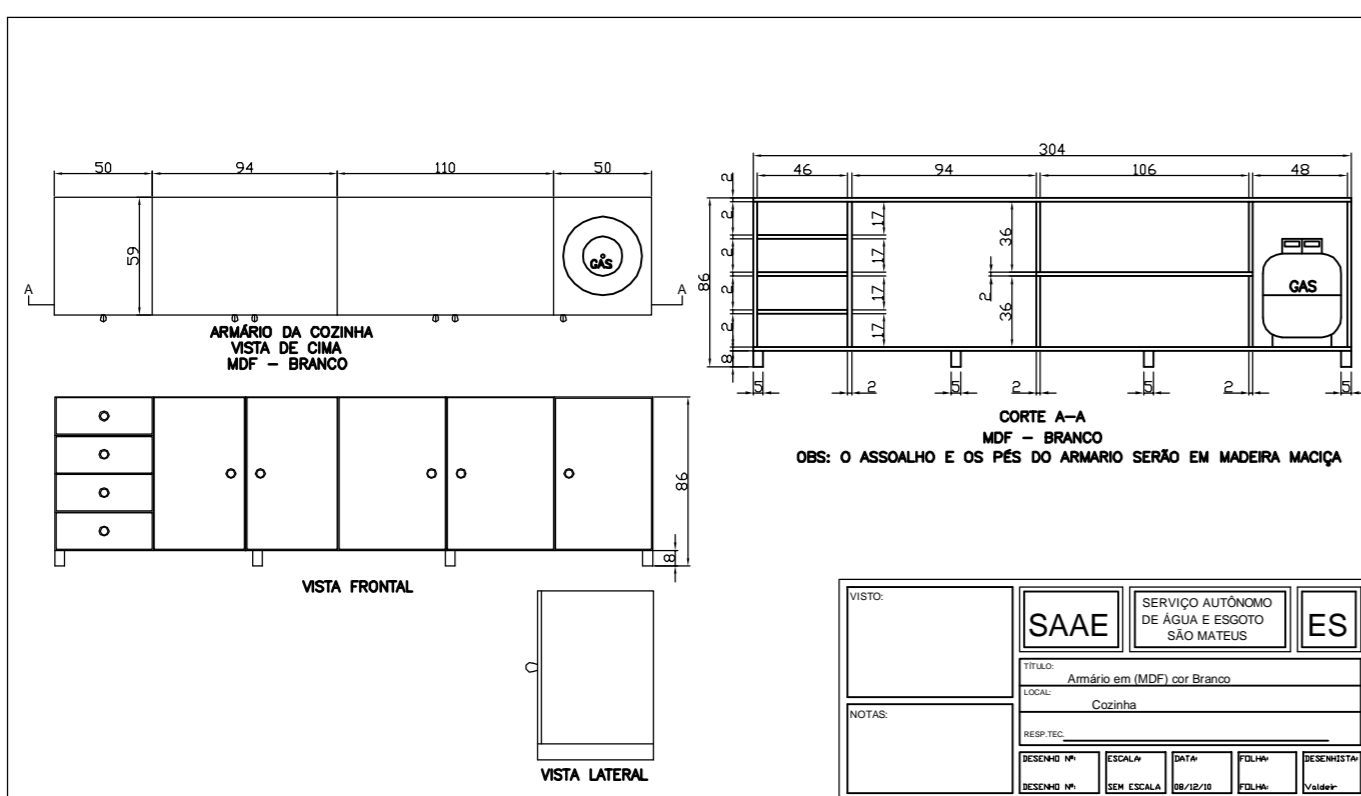 50 94 110 50
59
GÁS
A A
ARMÁRIO DA COZINHA
VISTA DE CIMA
MDF - BRANCO
304
46 94 106 48
2
2
2
2
2
86
8
17
17
17
17
36
2
36
GAS
5 2 5 2 5 2 5
CORTE A-A
MDF - BRANCO
OBS: O ASSOALHO E OS PÉS DO ARMARIO SERÃO EM MADEIRA MACIÇA
86
8
VISTA FRONTAL
VISTA LATERAL
VISTO:
NOTAS:
SAAE
SERVIÇO AUTÔNOMO
DE ÁGUA E ESGOTO
SÃO MATEUS
ES
TÍTULO:
Armário em (MDF) cor Branco
LOCAL:
Cozinha
RESP.TEC.
DESENHO Nº: ESCALA: DATA: FOLHA: DESENHISTA:
DESENHO Nº: SEM ESCALA 08/12/10 FOLHA: Valdeir